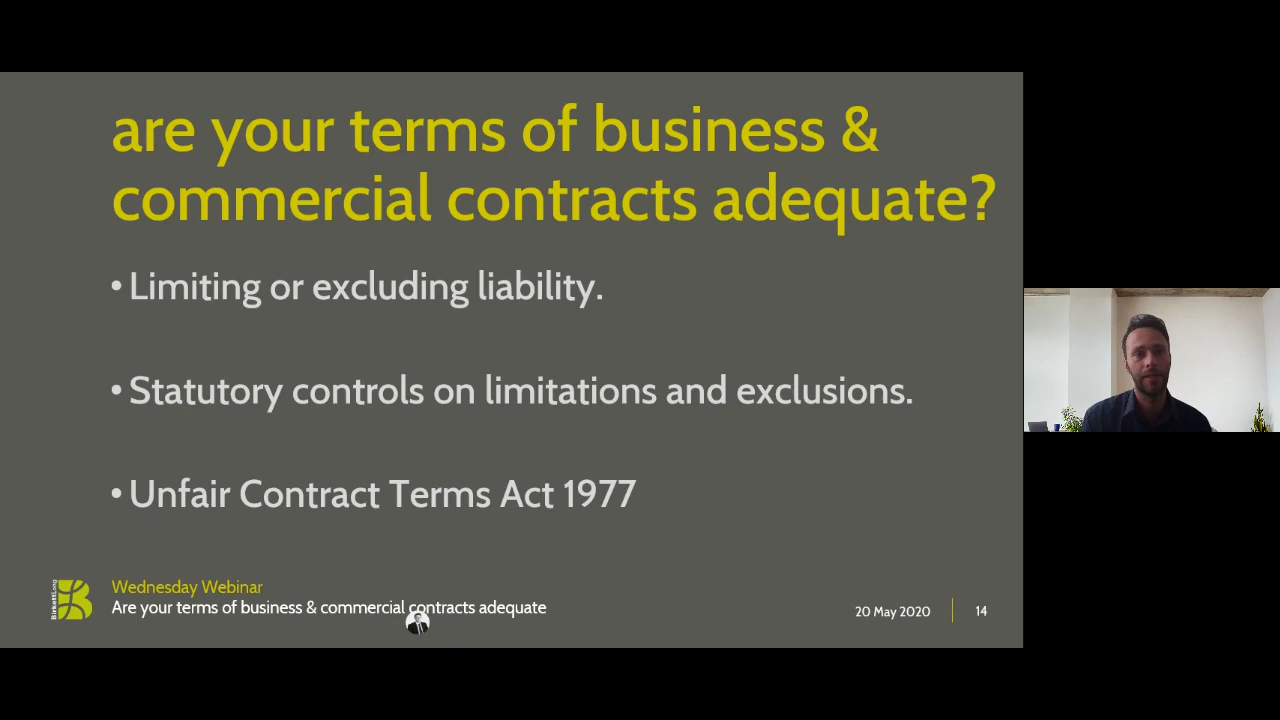 are your terms of business &
commercial contracts adequate?
• Limiting or excluding liability.
• Statutory controls on limitations and exclusions.
• Unfair Contract Terms Act 1977
BirkettLong
Wednesday Webinar
Are your terms of business & commercial contracts adequate
20 May 2020
14